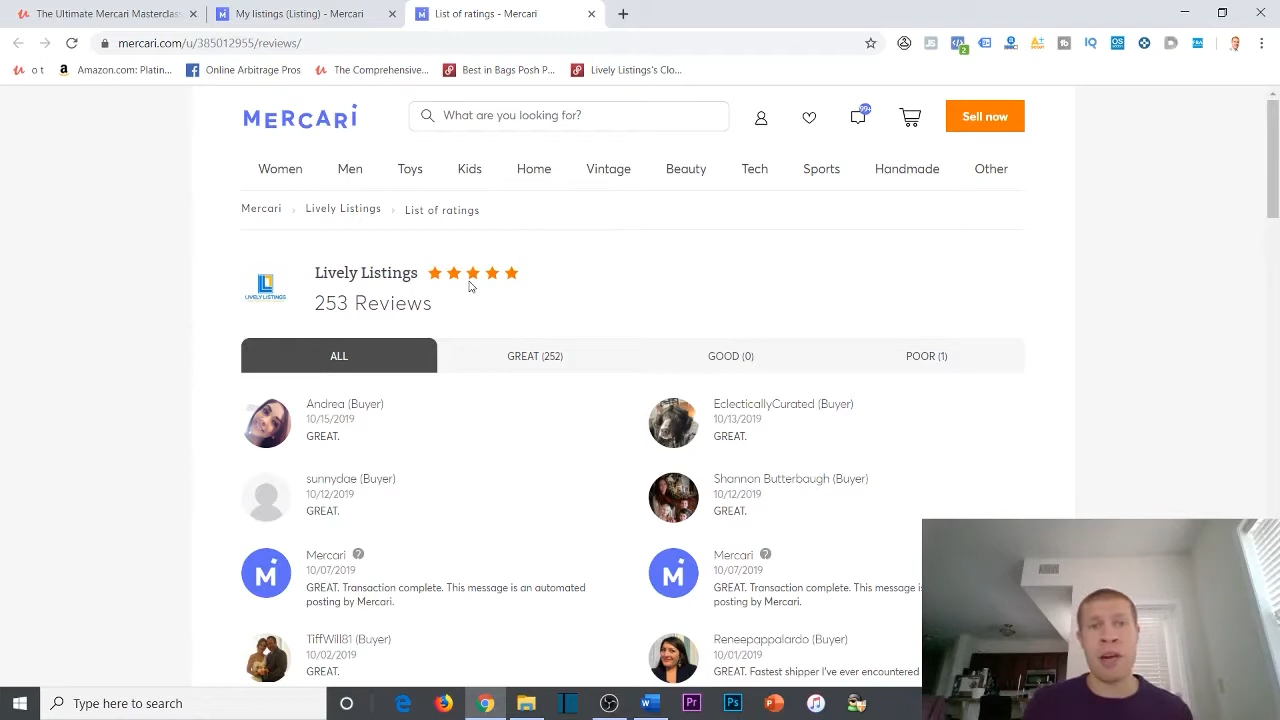 The Ultimate Mercari Masterclass
My listings (Listing) - Mercari
List of ratings - Mercari
mercari.com/u/385012955/reviews/
o t
Amazon.com: Platin...
Online Arbitrage Pros
The Comprehensive...
Best in Bags Posh P...
Lively Listings's Clo...
MERCARI
What are you looking for?
99+
Sell now
Women
Men
Toys
Kids
Home
Vintage
Beauty
Tech
Sports
Handmade
Other
Mercari
Lively Listings
List of ratings
LIVELY LISTINGS
Lively Listings
253 Reviews
ALL
GREAT (252)
GOOD (0)
POOR (1)
Andrea (Buyer)
10/15/2019
GREAT.
EclecticallyCurated (Buyer)
10/13/2019
GREAT.
sunnydae (Buyer)
10/12/2019
GREAT.
Shannon Butterbaugh (Buyer)
10/12/2019
GREAT.
Mercari
10/07/2019
GREAT. Transaction complete. This message is an automated
posting by Mercari.
Mercari
10/07/2019
GREAT. Transaction complete. This message is
posting by Mercari.
TiffWill81 (Buyer)
10/02/2019
GREAT.
Reneepappalardo (Buyer)
10/01/2019
GREAT. Fastest shipper I've ever encountered
Type here to search